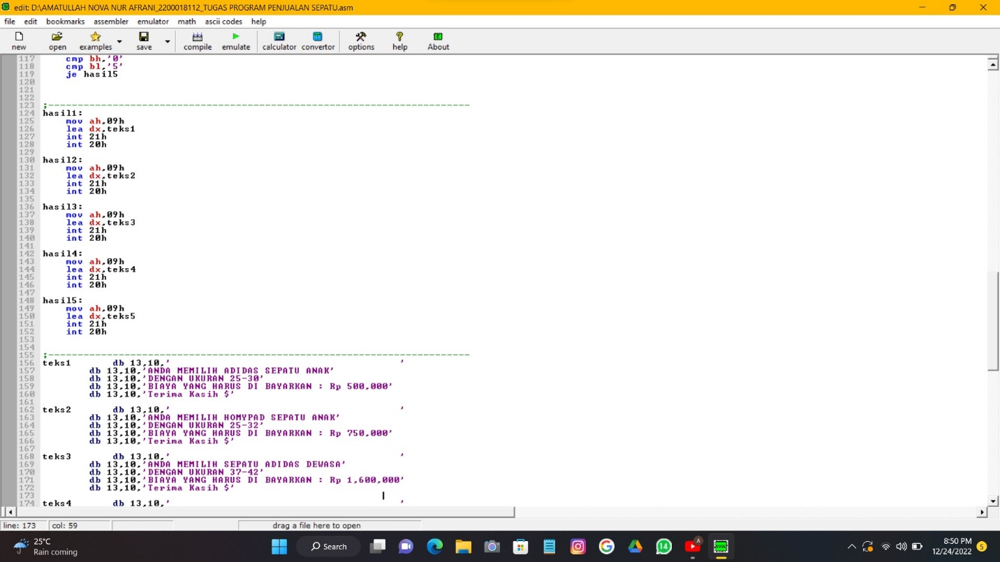 edit: D:\AMATULLAH NOVA NUR AFRANI_2200018112_TUGAS PROGRAM PENJUALAN SEPATU.asm
file edit bookmarks assembler emulator math ascii codes help
new open examples save compile emulate calculator convertor options help About
117 cmp bh,'0'
118 cmp bl,'5'
119 je hasil5
120
121
122
123 ;------------------------------------------------------------------------
124 hasil1:
125 mov ah,09h
126 lea dx,teks1
127 int 21h
128 int 20h
129
130 hasil2:
131 mov ah,09h
132 lea dx,teks2
133 int 21h
134 int 20h
135
136 hasil3:
137 mov ah,09h
138 lea dx,teks3
139 int 21h
140 int 20h
141
142 hasil4:
143 mov ah,09h
144 lea dx,teks4
145 int 21h
146 int 20h
147
148 hasil5:
149 mov ah,09h
150 lea dx,teks5
151 int 21h
152 int 20h
153
154
155 ;------------------------------------------------------------------------
156 teks1 db 13,10,' '
157 db 13,10,'ANDA MEMILIH ADIDAS SEPATU ANAK'
158 db 13,10,'DENGAN UKURAN 25-30'
159 db 13,10,'BIAYA YANG HARUS DI BAYARKAN : Rp 500,000'
160 db 13,10,'Terima Kasih $'
161
162 teks2 db 13,10,' '
163 db 13,10,'ANDA MEMILIH HOMYPAD SEPATU ANAK'
164 db 13,10,'DENGAN UKURAN 25-32'
165 db 13,10,'BIAYA YANG HARUS DI BAYARKAN : Rp 750,000'
166 db 13,10,'Terima Kasih $'
167
168 teks3 db 13,10,' '
169 db 13,10,'ANDA MEMILIH SEPATU ADIDAS DEWASA'
170 db 13,10,'DENGAN UKURAN 37-42'
171 db 13,10,'BIAYA YANG HARUS DI BAYARKAN : Rp 1,600,000'
172 db 13,10,'Terima Kasih $'
173
174 teks4 db 13,10,' '
line: 173 col: 59 drag a file here to open
25°C
Rain coming
Search
14
A
8:50 PM
12/24/2022
5